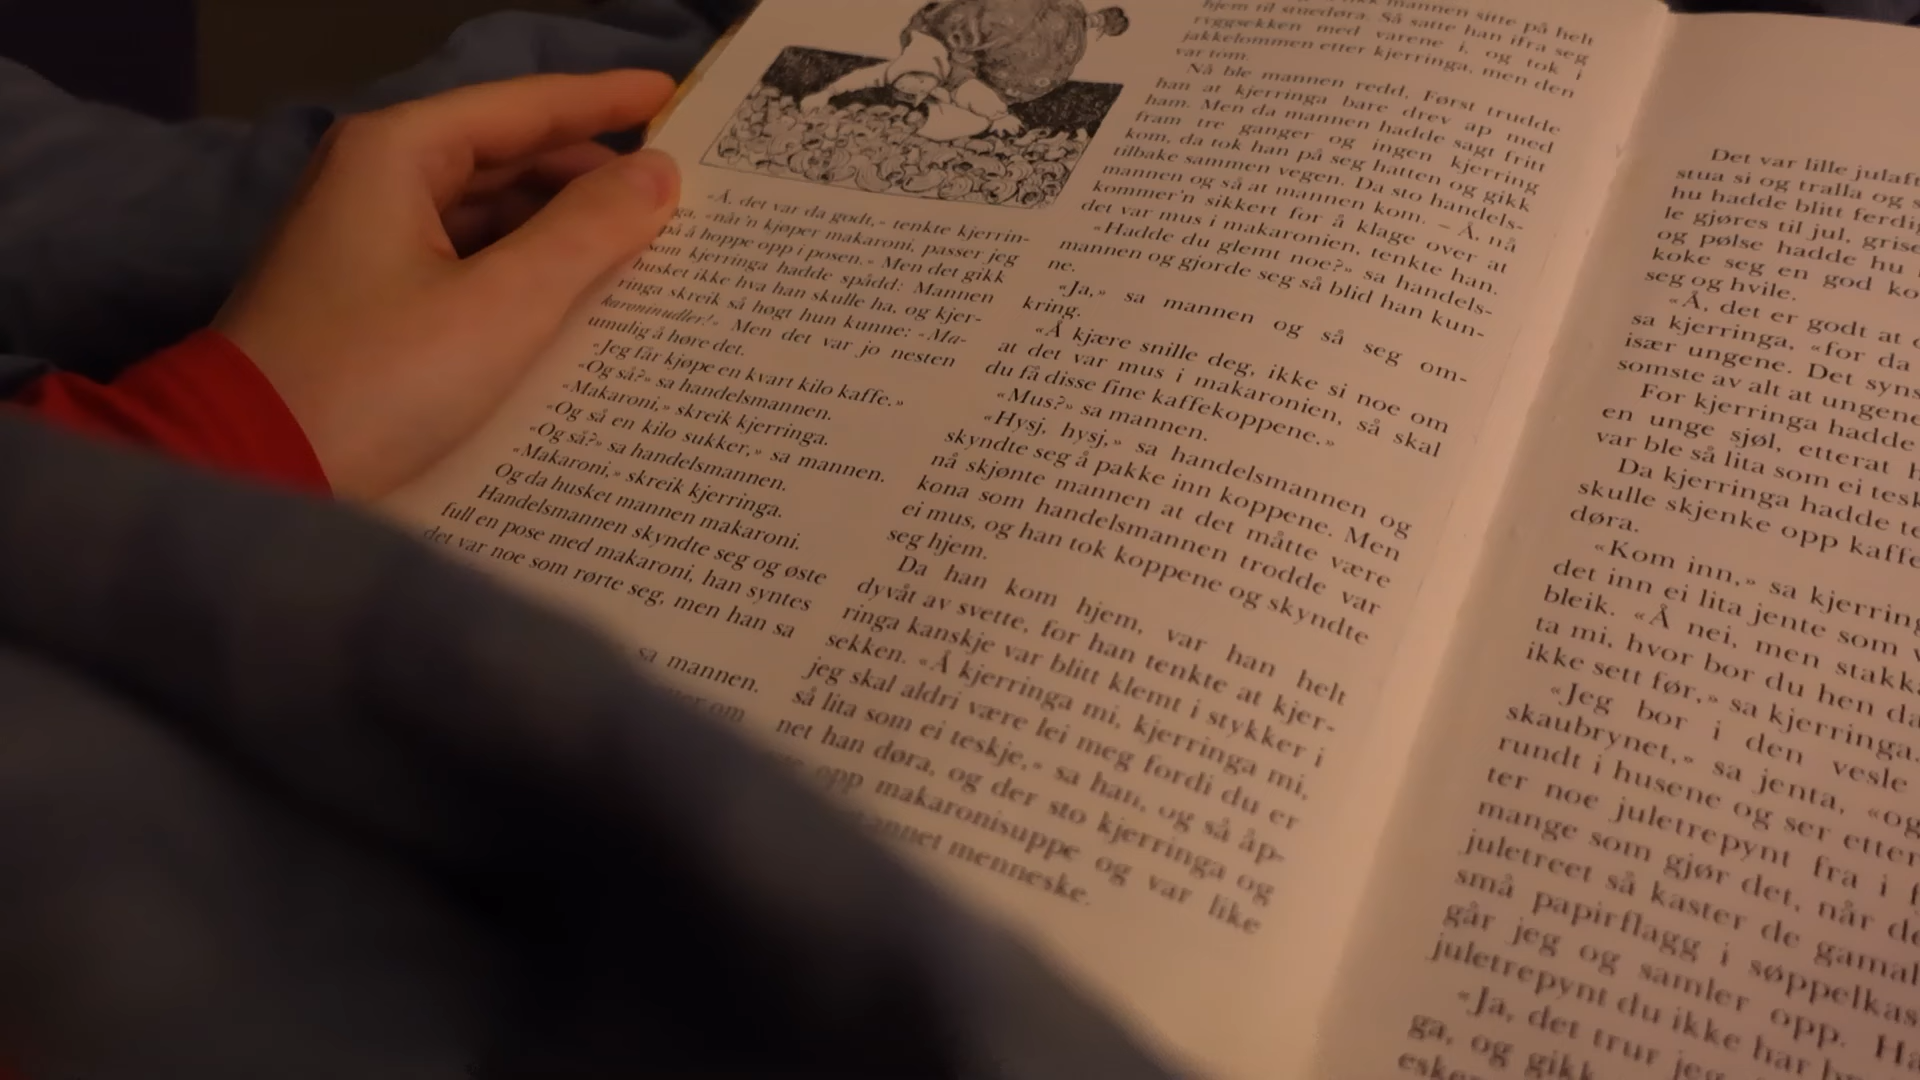 «Å, det var da godt,» tenkte kjerrin-
ga, «når'n kjøper makaroni, passer jeg
på å hoppe opp i posen.» Men det gikk
som kjerringa hadde spådd: Mannen
husket ikke hva han skulle ha, og kjer-
ringa skreik så høgt hun kunne: «Ma-
karoninudler!» Men det var jo nesten
umulig å høre det.
«Jeg får kjøpe en kvart kilo kaffe.»
«Og så?» sa handelsmannen.
«Makaroni,» skreik kjerringa.
«Og så en kilo sukker,» sa mannen.
«Og så?» sa handelsmannen.
«Makaroni,» skreik kjerringa.
Og da husket mannen makaroni.
Handelsmannen skyndte seg og øste
full en pose med makaroni, han syntes
det var noe som rørte seg, men han sa
sa mannen.
om
mannen sitte på helt
hjem til stuedøra. Så satte han ifra seg
ryggsekken med varene i, og tok i
jakkelommen etter kjerringa, men den
var tom.
Nå ble mannen redd. Først trudde
han at kjerringa bare drev ap med
ham. Men da mannen hadde sagt fritt
fram tre ganger og ingen kjerring
kom, da tok han på seg hatten og gikk
tilbake sammen vegen. Da sto handels-
mannen og så at mannen kom. – Å, nå
kommer'n sikkert for å klage over at
det var mus i makaronien, tenkte han.
«Hadde du glemt noe?» sa handels-
mannen og gjorde seg så blid han kun-
ne.
«Ja,» sa mannen og så seg om-
kring.
«Å kjære snille deg, ikke si noe om
at det var mus i makaronien, så skal
du få disse fine kaffekoppene.»
«Mus?» sa mannen.
«Hysj, hysj,» sa handelsmannen og
skyndte seg å pakke inn koppene. Men
nå skjønte mannen at det måtte være
kona som handelsmannen trodde var
ei mus, og han tok koppene og skyndte
seg hjem.
Da han kom hjem, var han helt
dyvåt av svette, for han tenkte at kjer-
ringa kanskje var blitt klemt i stykker i
sekken. «Å kjerringa mi, kjerringa mi,
jeg skal aldri være lei meg fordi du er
så lita som ei teskje,» sa han, og så åp-
net han døra, og der sto kjerringa og
opp makaronisuppe og var like
annet menneske.
Det var lille julaft
stua si og tralla og s
hu hadde blitt ferdig
le gjøres til jul, grise
og pølse hadde hu
koke seg en god ko
seg og hvile.
«Å, det er godt at
sa kjerringa, «for da
især ungene. Det syns
somste av alt at ungene
For kjerringa hadde
en unge sjøl, etterat h
var ble så lita som ei tesk
Da kjerringa hadde te
skulle skjenke opp kaffe
døra.
«Kom inn,» sa kjerring
det inn ei lita jente som v
bleik. «Å nei, men stakka
ta mi, hvor bor du hen da
ikke sett før,» sa kjerringa.
«Jeg bor i den vesle
skaubrynet,» sa jenta, «og
rundt i husene og ser etter
ter noe juletrepynt fra i f
mange som gjør det, når de
juletreet så kaster de gamal
små papirflagg i søppelkas
går jeg og samler opp. Ha
juletrepynt du ikke har b
«Ja, det trur jeg
ga, og gikk
eske